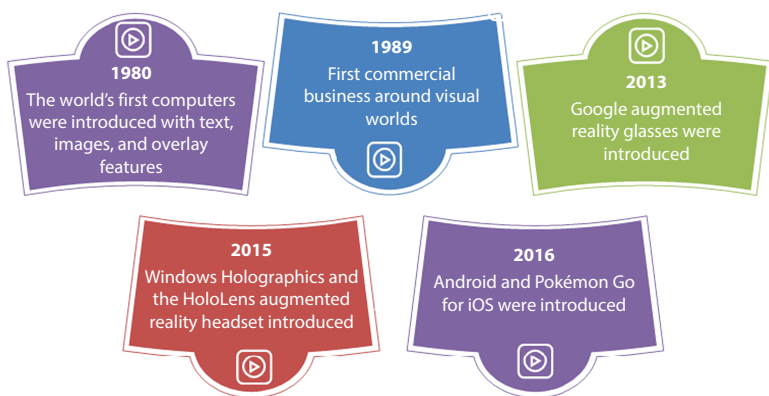 1980
The world's first computers
were introduced with text,
images, and overlay
features
1989
First commercial
business around visual
worlds
2013
Google augmented
reality glasses were
introduced
2015
Windows Holographics and
the HoloLens augmented
reality headset introduced
2016
Android and Pokémon Go
for iOS were introduced